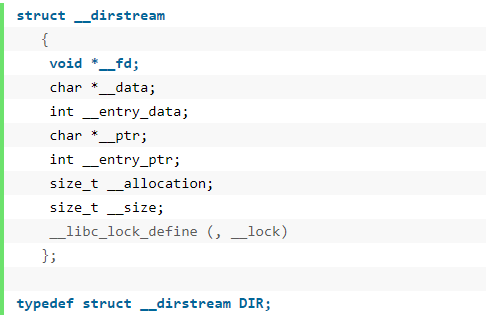 struct __dirstream
{
void *__fd;
char *__data;
int __entry_data;
char *__ptr;
int __entry_ptr;
size_t __allocation;
size_t __size;
__libc_lock_define (, __lock)
};
typedef struct __dirstream DIR;